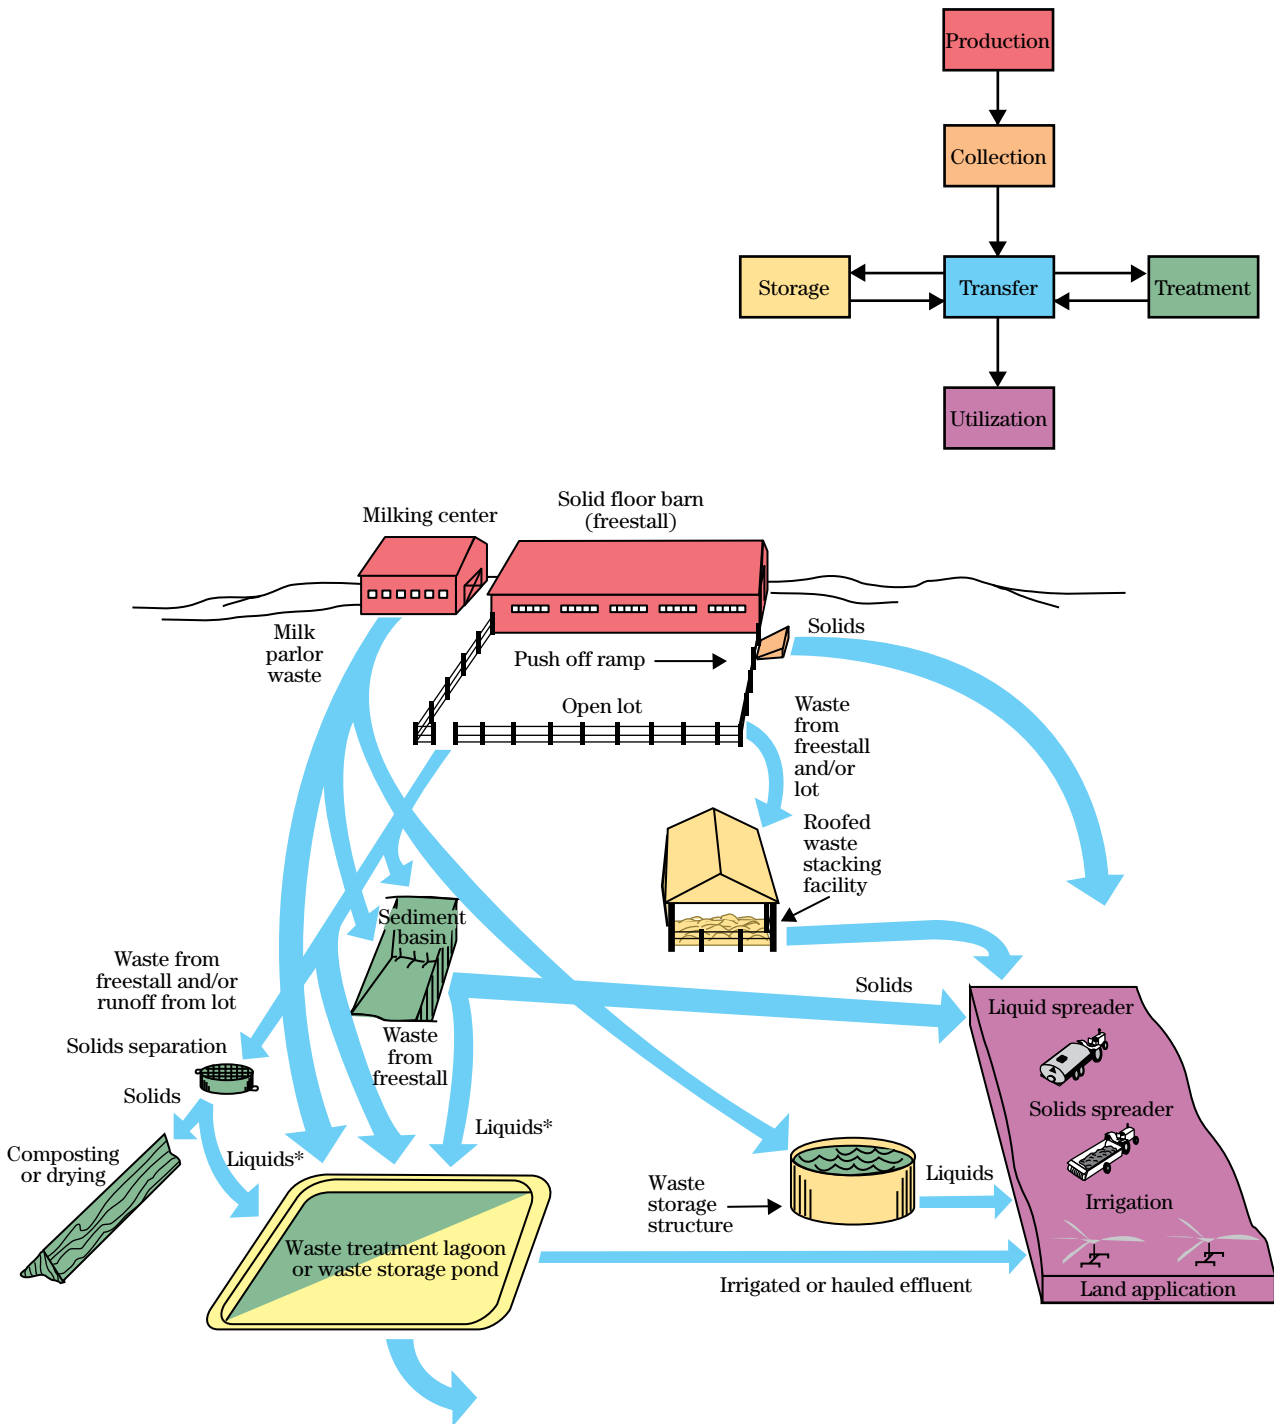 Production
Collection
Storage
Transfer
Treatment
Utilization
Solid floor barn
(freestall)
Milking center
Solids
Milk
parlor
waste
Push off ramp
Open lot
Waste
from
freestall
and/or
lot
Roofed
waste
stacking
facility
Sediment
basin
Waste from
freestall and/or
runoff from lot
Solids
Liquid spreader
Waste
from
freestall
Solids separation
Solids
Solids spreader
Liquids*
Composting
or drying
Liquids*
Waste
storage
structure
Liquids
Irrigation
Waste treatment lagoon
or waste storage pond
Irrigated or hauled effluent
Land application